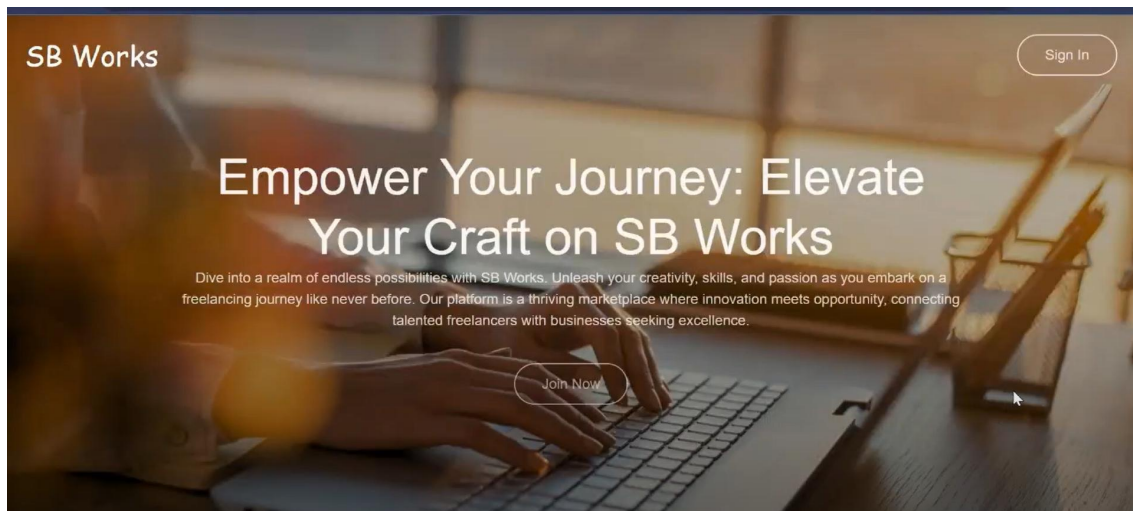 SB Works
Sign In
Empower Your Journey: Elevate
Your Craft on SB Works
Dive into a realm of endless possibilities with SB Works. Unleash your creativity, skills, and passion as you embark on a
freelancing journey like never before. Our platform is a thriving marketplace where innovation meets opportunity, connecting
talented freelancers with businesses seeking excellence.
Join Now